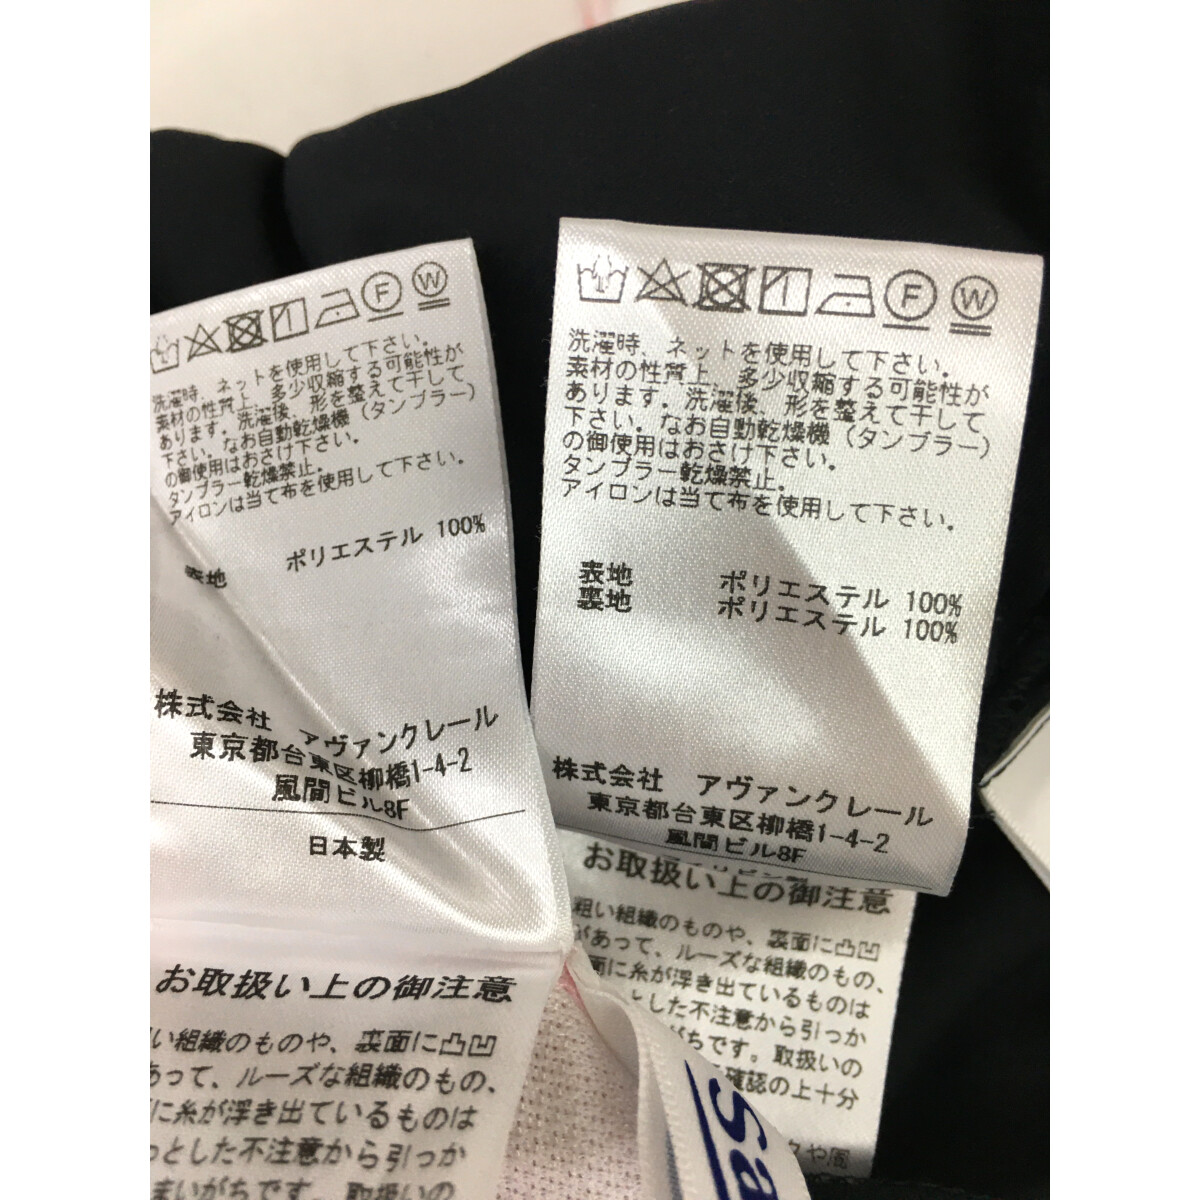 F
W
洗濯時、ネットを使用して下さい。
素材の性質上、多少収縮する可能性が
あります。洗濯後、形を整えて干して
下さい。なお自動乾燥機（タンブラー）
の御使用はおさけ下さい。
タンブラー乾燥禁止。
アイロンは当て布を使用して下さい。
表地 ポリエステル 100%
株式会社 アヴァンクレール
東京都台東区柳橋1-4-2
風間ビル8F
日本製
お取扱い上の御注意
い組織のものや、裏面に凸凹
あって、ルーズな組織のもの、
に糸が浮き出ているものは
っとした不注意から引っか
まいがちです。取扱いの
F
W
洗濯時、ネットを使用して下さい。
素材の性質上、多少収縮する可能性が
あります。洗濯後、形を整えて干して
下さい。なお自動乾燥機（タンブラー）
の御使用はおさけ下さい。
タンブラー乾燥禁止。
アイロンは当て布を使用して下さい。
表地 ポリエステル 100%
裏地 ポリエステル 100%
株式会社 アヴァンクレール
東京都台東区柳橋1-4-2
風間ビル8F
お取扱い上の御注意
粗い組織のものや、裏面に凸凹
があって、ルーズな組織のもの、
面に糸が浮き出ているものは
っとした不注意から引っか
がちです。取扱いの
確認の上十分
Sa